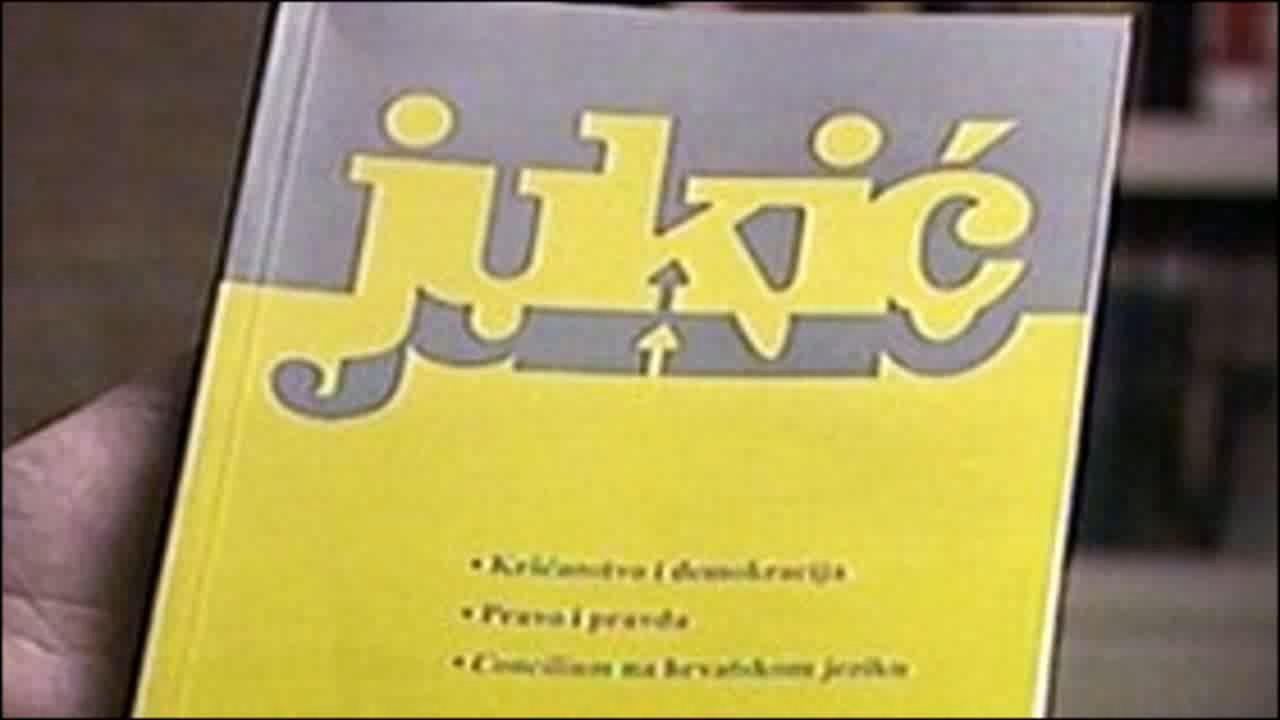 jukić
• Kršćanstvo i demokracija
• Pravo i pravda
• Concilium na hrvatskom jeziku